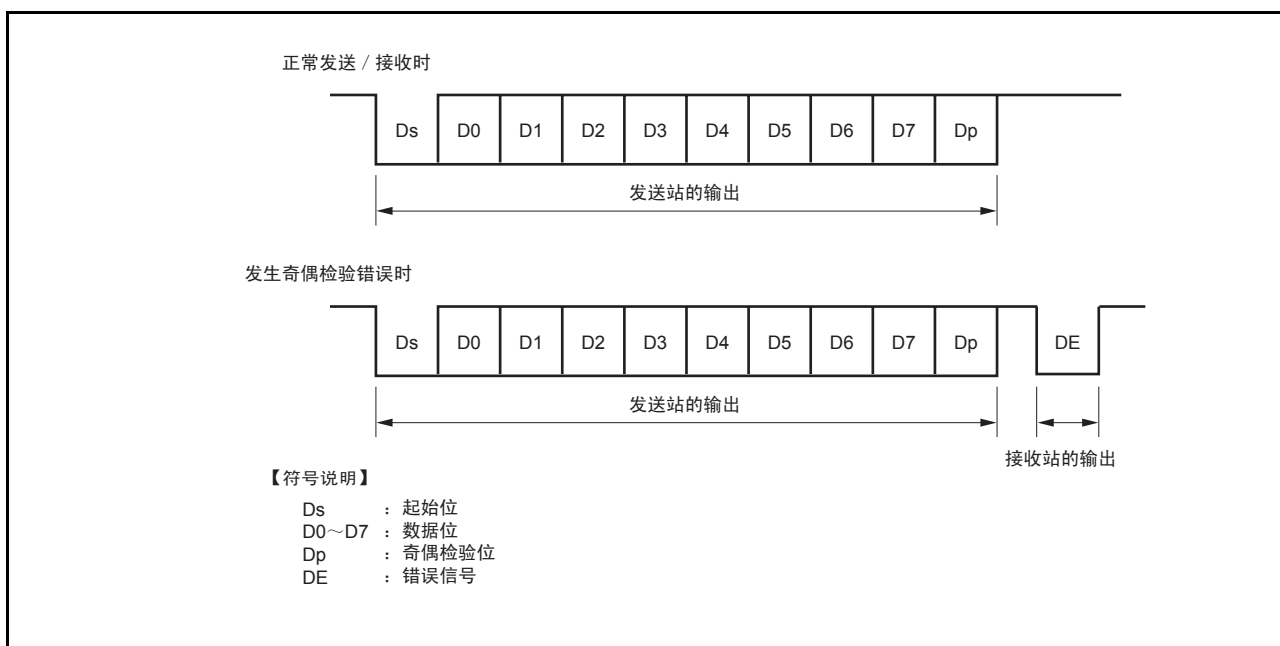 正常发送 / 接收时
Ds D0 D1 D2 D3 D4 D5 D6 D7 Dp
发送站的输出
发生奇偶检验错误时
Ds D0 D1 D2 D3 D4 D5 D6 D7 Dp DE
发送站的输出
接收站的输出
【符号说明】
Ds ：起始位
D0～D7 ：数据位
Dp ：奇偶检验位
DE ：错误信号